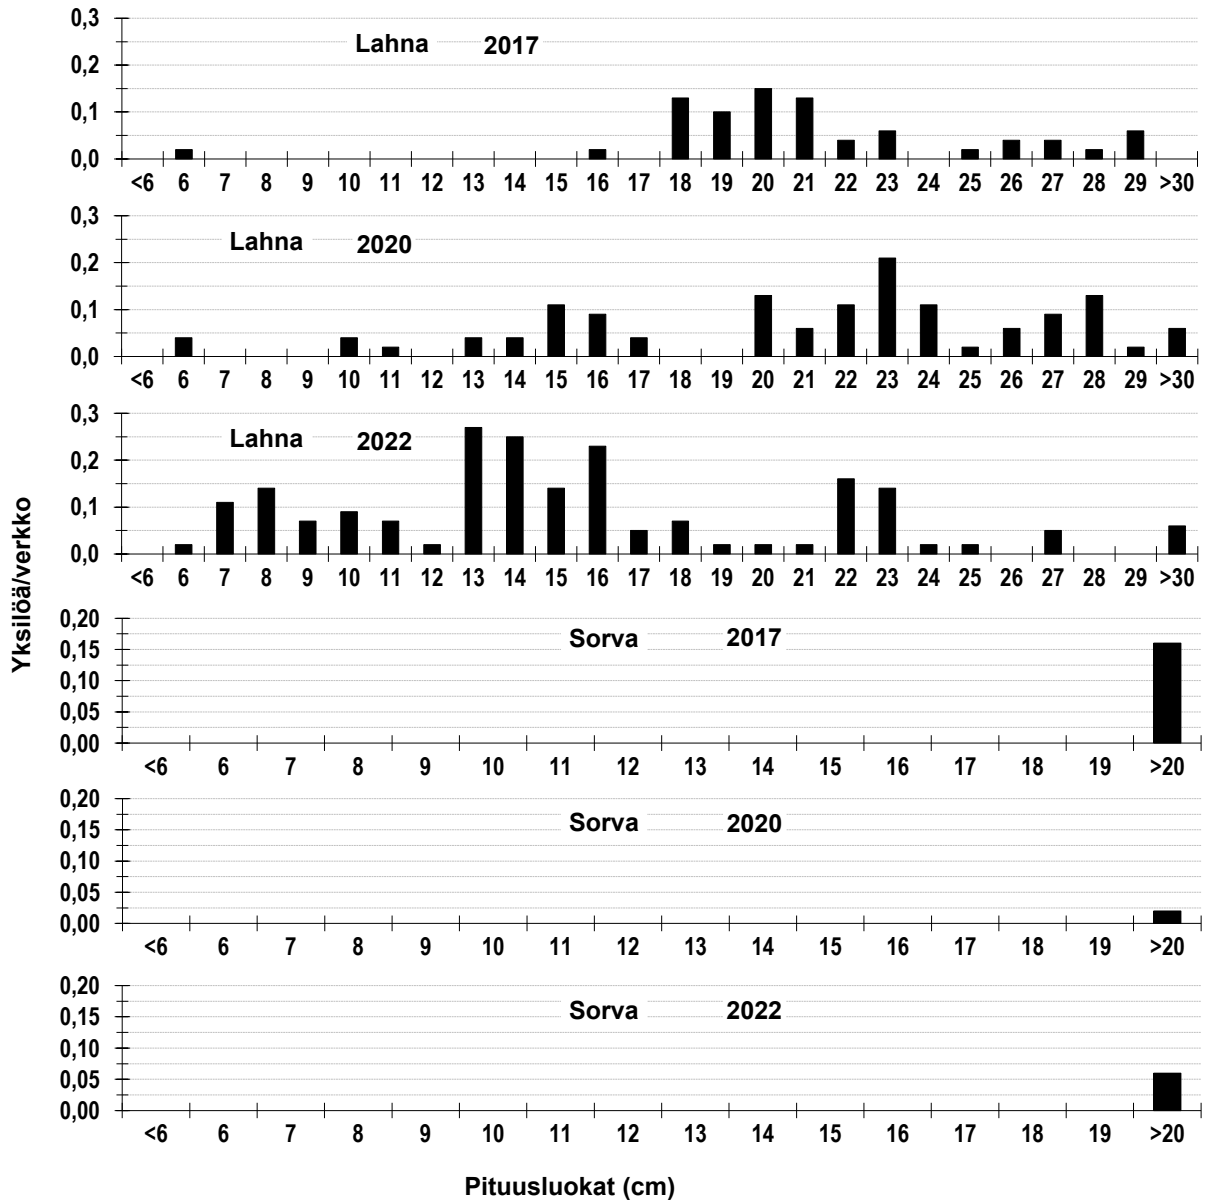 Lahna 2017
0,3
0,2
0,1
0,0
<6 6 7 8 9 10 11 12 13 14 15 16 17 18 19 20 21 22 23 24 25 26 27 28 29 >30
Lahna 2020
0,3
0,2
0,1
0,0
<6 6 7 8 9 10 11 12 13 14 15 16 17 18 19 20 21 22 23 24 25 26 27 28 29 >30
Lahna 2022
0,3
0,2
0,1
0,0
<6 6 7 8 9 10 11 12 13 14 15 16 17 18 19 20 21 22 23 24 25 26 27 28 29 >30
Yksilöä/verkko
Sorva 2017
0,20
0,15
0,10
0,05
0,00
<6 6 7 8 9 10 11 12 13 14 15 16 17 18 19 >20
Sorva 2020
0,20
0,15
0,10
0,05
0,00
<6 6 7 8 9 10 11 12 13 14 15 16 17 18 19 >20
Sorva 2022
0,20
0,15
0,10
0,05
0,00
<6 6 7 8 9 10 11 12 13 14 15 16 17 18 19 >20
Pituusluokat (cm)